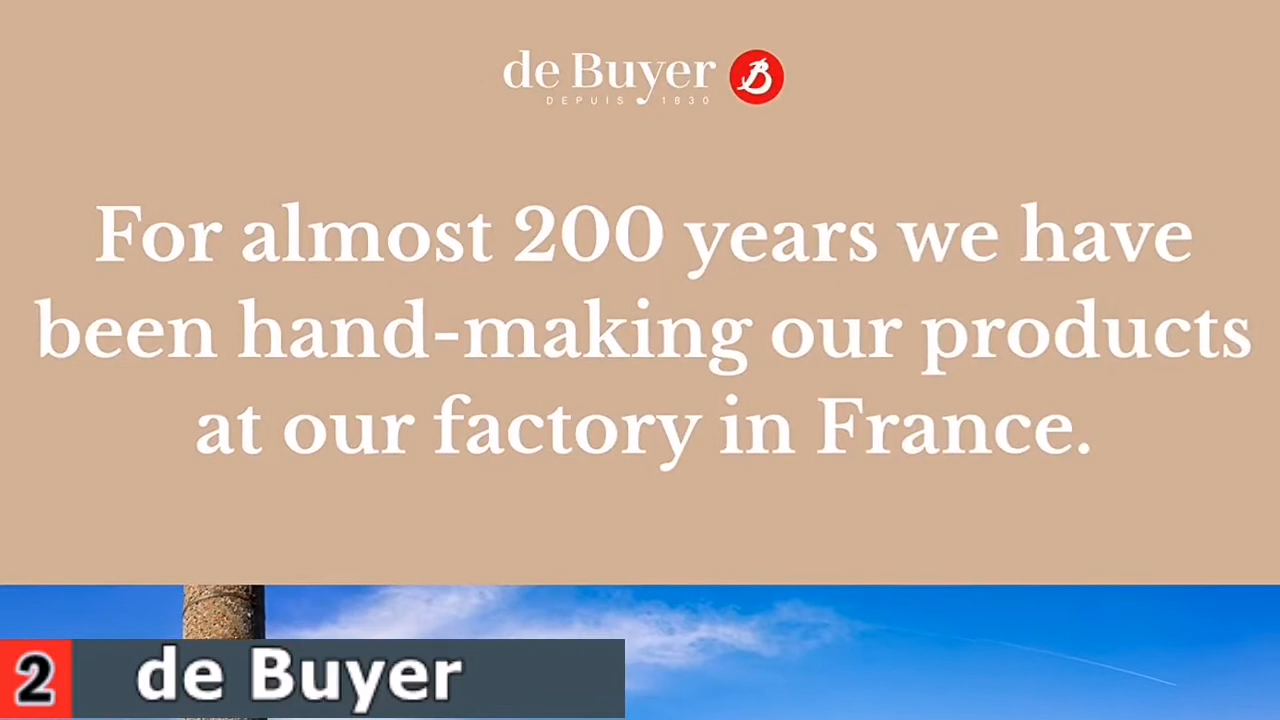 de Buyer B
DEPUIS 1830
For almost 200 years we have
been hand-making our products
at our factory in France.
2 de Buyer